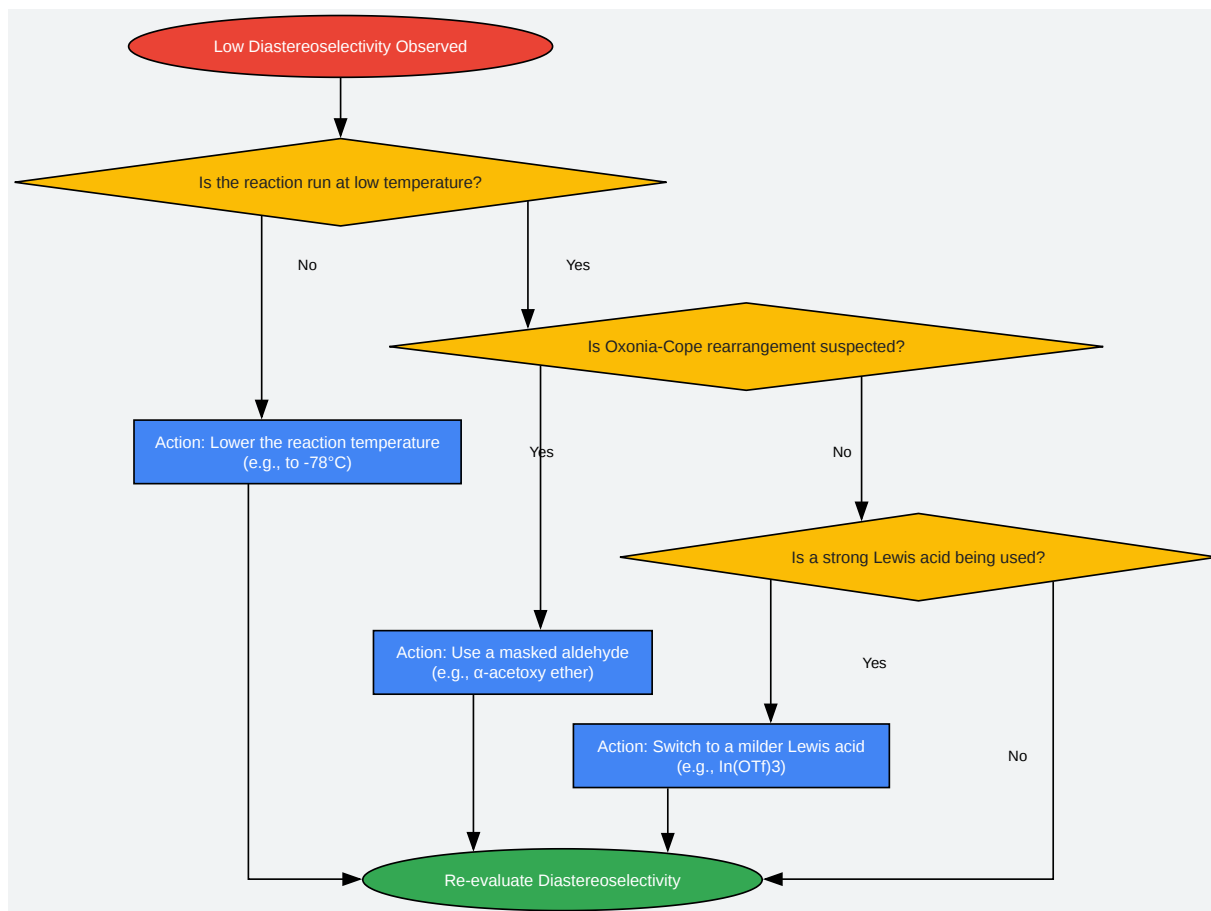 Low Diastereoselectivity Observed
Is the reaction run at low temperature?
No
Yes
Is Oxonia-Cope rearrangement suspected?
Action: Lower the reaction temperature
(e.g., to -78°C)
Yes
No
Is a strong Lewis acid being used?
Action: Use a masked aldehyde
(e.g., α-acetoxy ether)
Yes
Action: Switch to a milder Lewis acid
(e.g., In(OTf)3)
No
Re-evaluate Diastereoselectivity